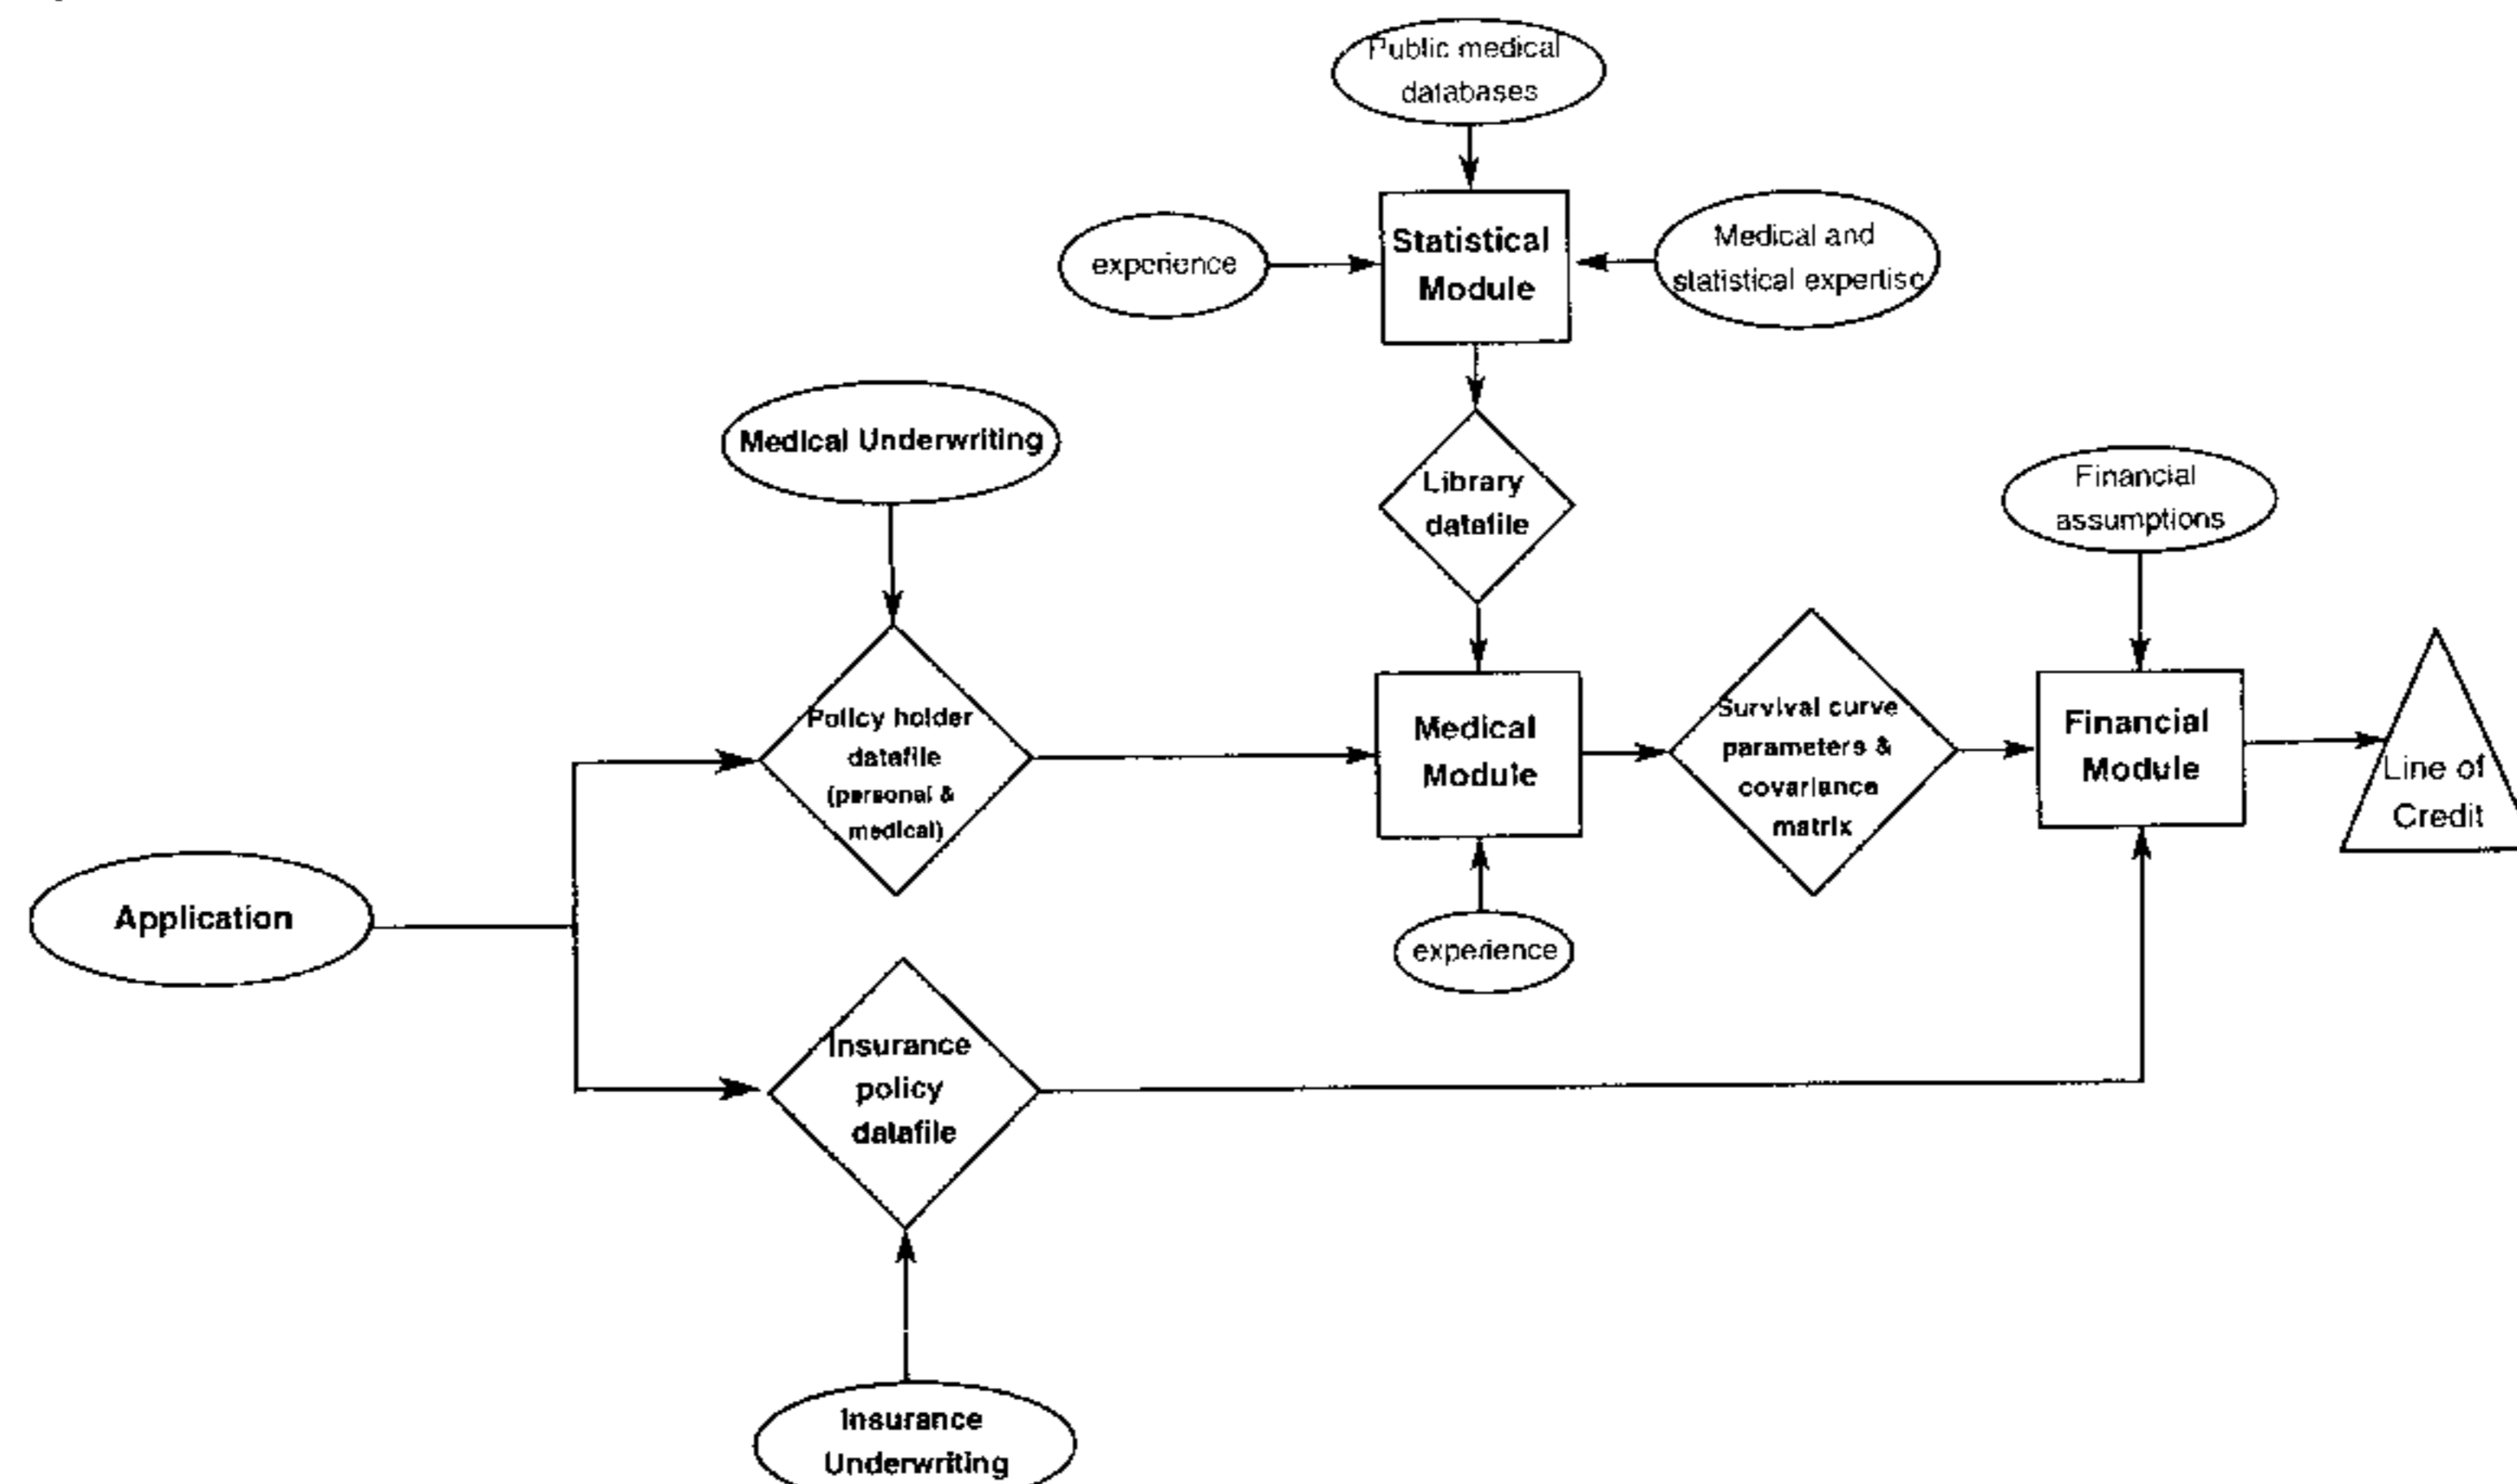 Public medical
databases
experience
Statistical
Module
Medical and
statistical expertise
Medical Underwriting
Library
datafile
Financial
assumptions
Policy holder
datafile
(personal &
medical)
Medical
Module
Survival curve
parameters &
covariance
matrix
Financial
Module
Line of
Credit
Application
experience
Insurance
policy
datafile
Insurance
Underwriting